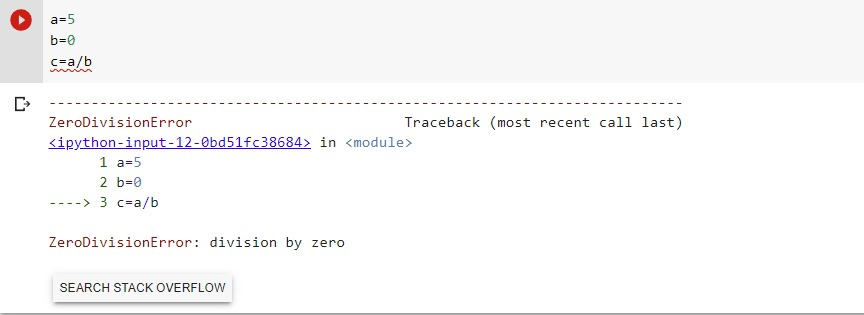 a=5
b=0
c=a/b
---------------------------------------------------------------------------
ZeroDivisionError                         Traceback (most recent call last)
<ipython-input-12-0bd51fc38684> in <module>
      1 a=5
      2 b=0
----> 3 c=a/b
ZeroDivisionError: division by zero
SEARCH STACK OVERFLOW